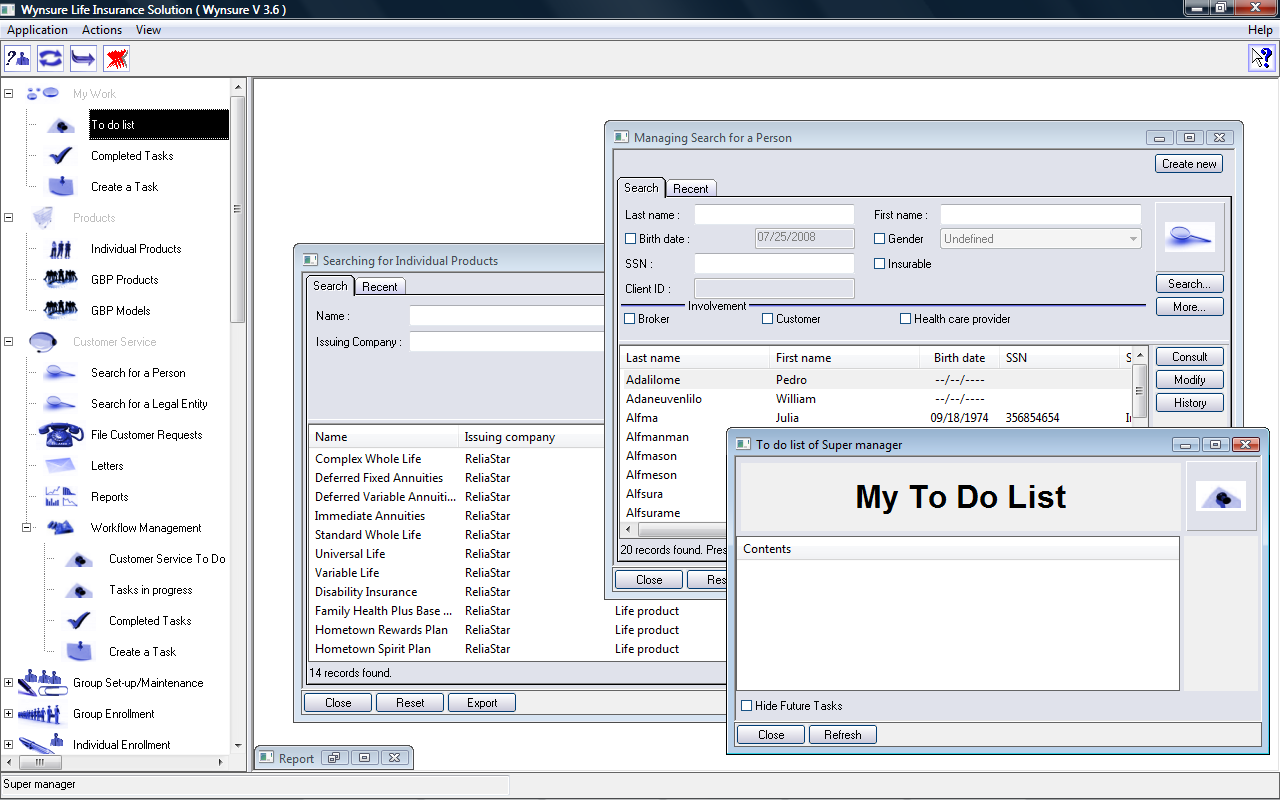 Wynsure Life Insurance Solution ( Wynsure V 3.6 )
Application Actions View Help
My Work
To do list
Completed Tasks
Create a Task
Products
Individual Products
GBP Products
GBP Models
Customer Service
Search for a Person
Search for a Legal Entity
File Customer Requests
Letters
Reports
Workflow Management
Customer Service To Do
Tasks in progress
Completed Tasks
Create a Task
Group Set-up/Maintenance
Group Enrollment
Individual Enrollment
Super manager
Searching for Individual Products
Search Recent
Name :
Issuing Company :
Name Issuing company
Complex Whole Life ReliaStar
Deferred Fixed Annuities ReliaStar
Deferred Variable Annuiti... ReliaStar
Immediate Annuities ReliaStar
Standard Whole Life ReliaStar
Universal Life ReliaStar
Variable Life ReliaStar
Disability Insurance ReliaStar
Family Health Plus Base ... ReliaStar Life product
Hometown Rewards Plan ReliaStar Life product
Hometown Spirit Plan ReliaStar Life product
14 records found.
Close Reset Export
Report
Managing Search for a Person
Create new
Search Recent
Last name : First name :
Birth date : 07/25/2008 Gender Undefined
SSN : Insurable
Client ID :
Search...
More...
Involvement
Broker Customer Health care provider
Last name First name Birth date SSN S
Adalilome Pedro --/--/----
Adaneuvenlilo William --/--/----
Alfma Julia 09/18/1974 356854654 
Alfmanman
Alfmason
Alfmeson
Alfsura
Alfsurame
Consult
Modify
History
20 records found. Pres
Close Res
To do list of Super manager
My To Do List
Contents
Hide Future Tasks
Close Refresh